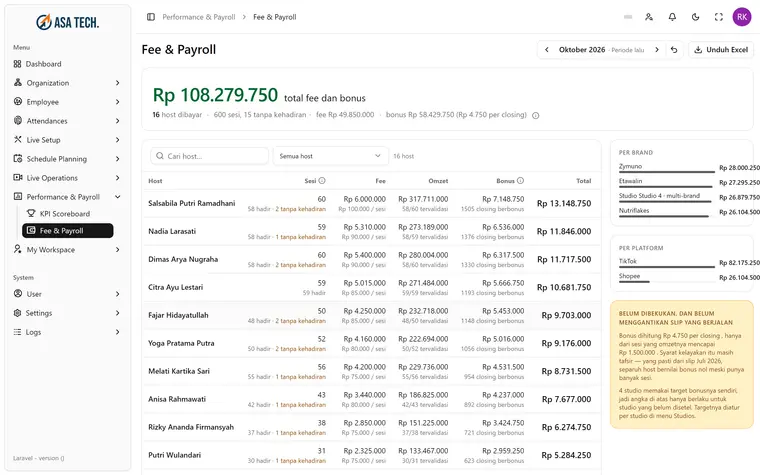 ASA TECH.
Menu
Dashboard
Organization
Employee
Attendances
Live Setup
Schedule Planning
Live Operations
Performance & Payroll
KPI Scoreboard
Fee & Payroll
My Workspace
System
User
Settings
Logs
Laravel - version ()
Performance & Payroll > Fee & Payroll
RK
Fee & Payroll
Oktober 2026 · Periode lalu
Unduh Excel
Rp 108.279.750 total fee dan bonus
16 host dibayar · 600 sesi, 15 tanpa kehadiran · fee Rp 49.850.000 · bonus Rp 58.429.750 (Rp 4.750 per closing)
Cari host...
Semua host
16 host
Host Sesi Fee Omzet Bonus Total
Salsabila Putri Ramadhani 60 Rp 6.000.000 Rp 317.711.000 Rp 7.148.750 Rp 13.148.750
58 hadir · 2 tanpa kehadiran Rp 100.000 / sesi 58/60 tervalidasi 1505 closing berbonus
Nadia Larasati 59 Rp 5.310.000 Rp 273.189.000 Rp 6.536.000 Rp 11.846.000
58 hadir · 1 tanpa kehadiran Rp 90.000 / sesi 58/59 tervalidasi 1376 closing berbonus
Dimas Arya Nugraha 60 Rp 5.400.000 Rp 280.004.000 Rp 6.317.500 Rp 11.717.500
58 hadir · 2 tanpa kehadiran Rp 90.000 / sesi 58/60 tervalidasi 1330 closing berbonus
Citra Ayu Lestari 59 Rp 5.015.000 Rp 271.484.000 Rp 5.666.750 Rp 10.681.750
59 hadir Rp 85.000 / sesi 59/59 tervalidasi 1193 closing berbonus
Fajar Hidayatullah 50 Rp 4.250.000 Rp 232.718.000 Rp 5.453.000 Rp 9.703.000
48 hadir · 2 tanpa kehadiran Rp 85.000 / sesi 48/50 tervalidasi 1148 closing berbonus
Yoga Pratama Putra 52 Rp 4.160.000 Rp 222.694.000 Rp 5.016.000 Rp 9.176.000
50 hadir · 2 tanpa kehadiran Rp 80.000 / sesi 50/52 tervalidasi 1056 closing berbonus
Melati Kartika Sari 56 Rp 4.200.000 Rp 229.736.000 Rp 4.531.500 Rp 8.731.500
55 hadir · 1 tanpa kehadiran Rp 75.000 / sesi 55/56 tervalidasi 954 closing berbonus
Anisa Rahmawati 43 Rp 3.440.000 Rp 186.825.000 Rp 4.237.000 Rp 7.677.000
42 hadir · 1 tanpa kehadiran Rp 80.000 / sesi 42/43 tervalidasi 892 closing berbonus
Rizky Ananda Firmansyah 38 Rp 2.850.000 Rp 151.225.000 Rp 3.424.750 Rp 6.274.750
37 hadir · 1 tanpa kehadiran Rp 75.000 / sesi 37/38 tervalidasi 721 closing berbonus
Putri Wulandari 31 Rp 2.325.000 Rp 133.467.000 Rp 2.959.250 Rp 5.284.250
30 hadir · 1 tanpa kehadiran Rp 75.000 / sesi 30/31 tervalidasi 623 closing berbonus
PER BRAND
Zymuno Rp 28.000.250
Etawalin Rp 27.295.250
Studio Studio 4 · multi-brand Rp 26.879.750
Nutriflakes Rp 26.104.500
PER PLATFORM
TikTok Rp 82.175.250
Shopee Rp 26.104.500
BELUM DIBEKUKAN, DAN BELUM
MENGGANTIKAN SLIP YANG BERJALAN
Bonus dihitung Rp 4.750 per closing , hanya
dari sesi yang omzetnya mencapai
Rp 1.500.000 . Syarat kelayakan itu masih
tafsir — yang pasti dari slip Juli 2026,
separuh host bernilai bonus nol meski punya
banyak sesi.
4 studio memakai target bonusnya sendiri,
jadi angka di atas hanya berlaku untuk
studio yang belum disetel. Targetnya diatur
per studio di menu Studios.